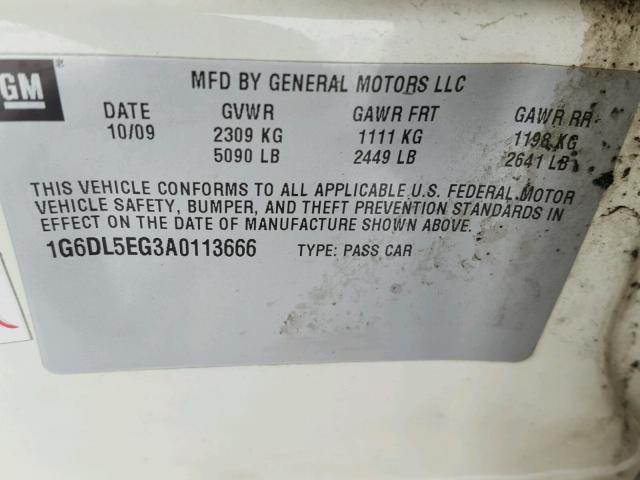 GM ®
MFD BY GENERAL MOTORS LLC
DATE GVWR GAWR FRT GAWR RR
10/09 2309 KG 1111 KG 1198 KG
5090 LB 2449 LB 2641 LB
THIS VEHICLE CONFORMS TO ALL APPLICABLE U.S. FEDERAL MOTOR
VEHICLE SAFETY, BUMPER, AND THEFT PREVENTION STANDARDS IN
EFFECT ON THE DATE OF MANUFACTURE SHOWN ABOVE.
1G6DL5EG3A0113666 TYPE: PASS CAR